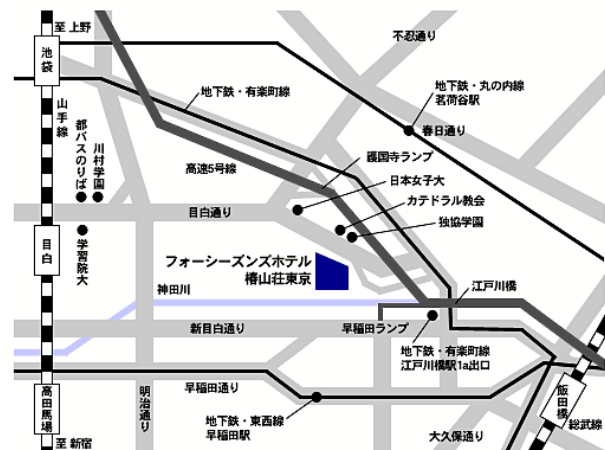 至 上野
池袋
不忍通り
地下鉄・有楽町線
地下鉄・丸の内線
茗荷谷駅
山手線
都バスのりば
川村学園
春日通り
高速5号線
護国寺ランプ
日本女子大
カテドラル教会
目白通り
独協学園
目白
学習院大
フォーシーズンズホテル
椿山荘東京
神田川
江戸川橋
新目白通り
早稲田ランプ
地下鉄・有楽町線
江戸川橋駅1a出口
高田馬場
明治通り
早稲田通り
地下鉄・東西線
早稲田駅
飯田橋
総武線
大久保通り
至 新宿